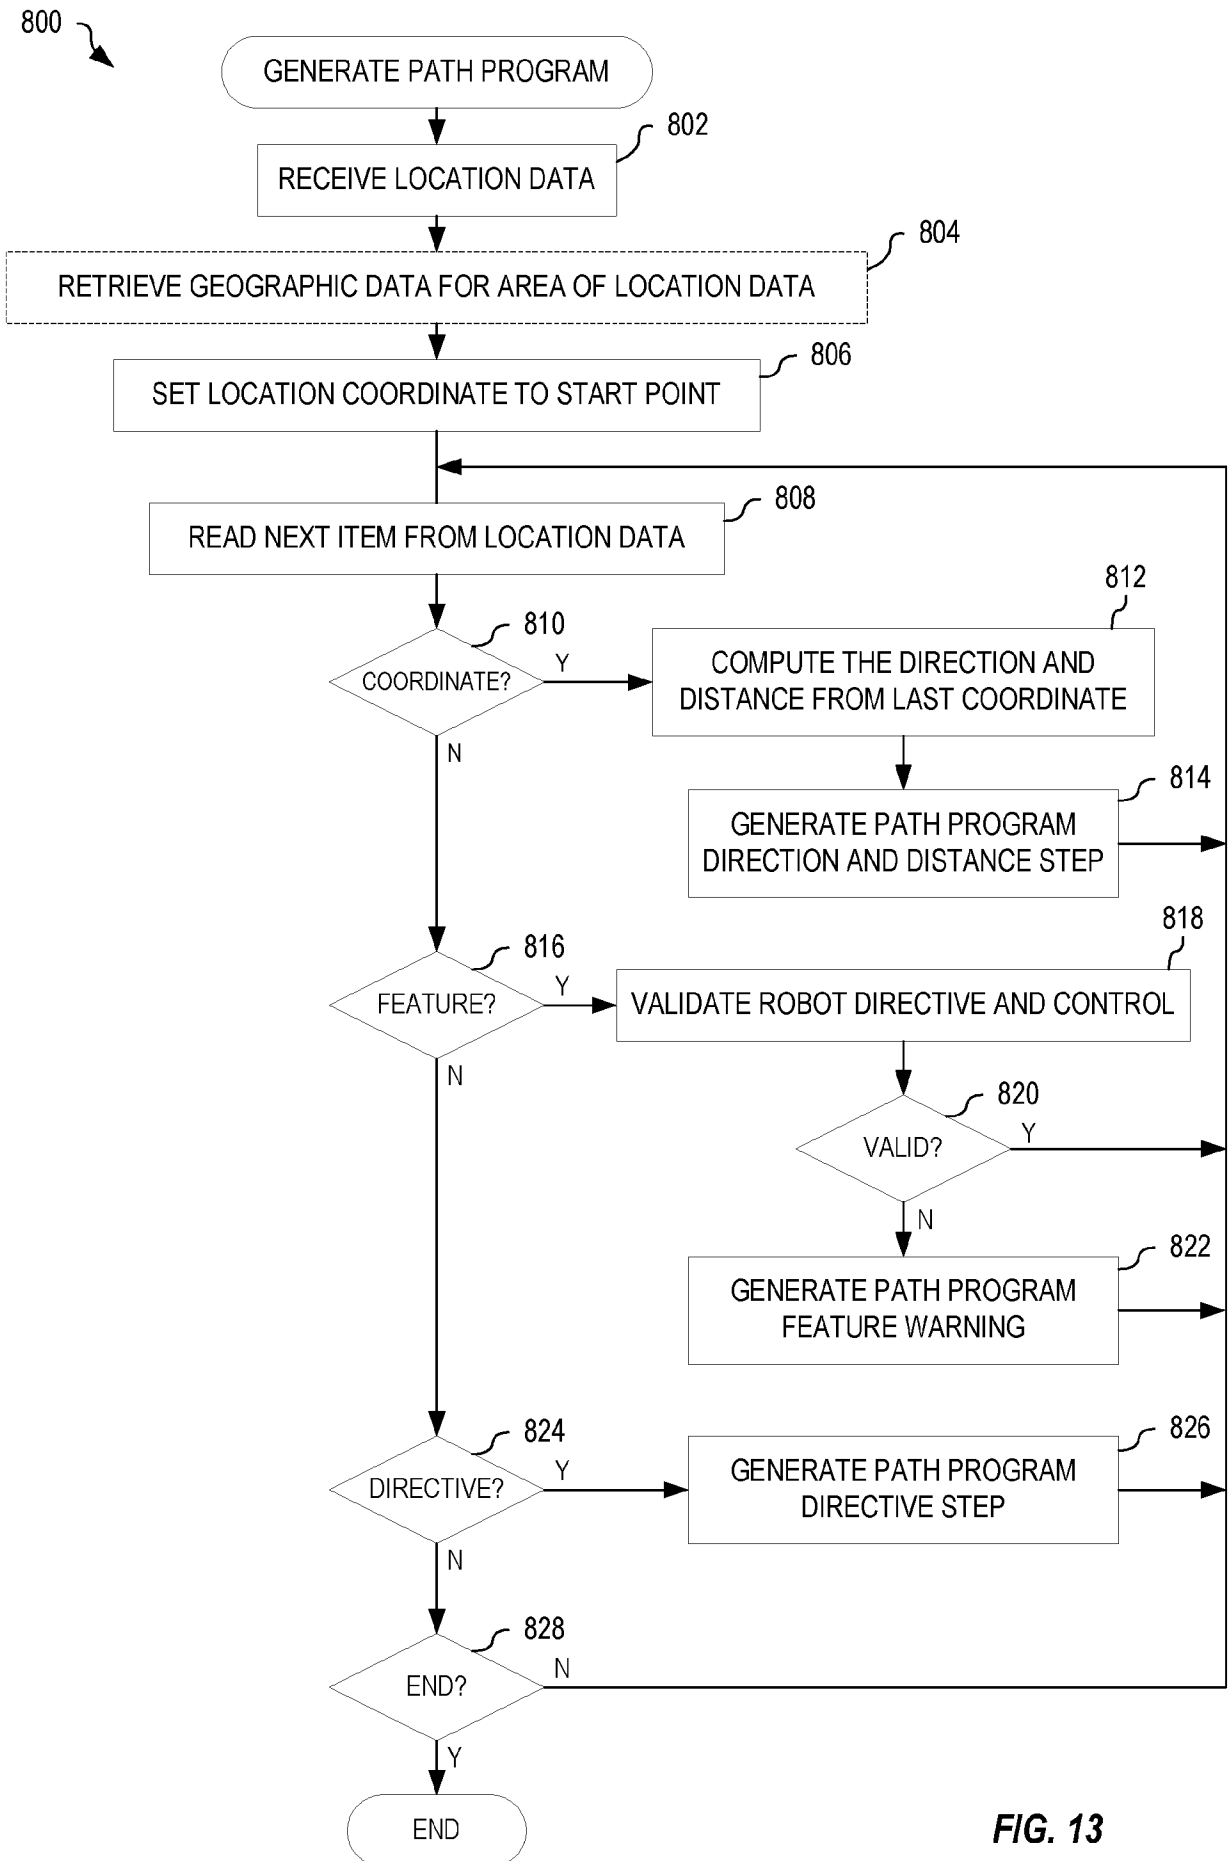 800
GENERATE PATH PROGRAM
802
RECEIVE LOCATION DATA
804
RETRIEVE GEOGRAPHIC DATA FOR AREA OF LOCATION DATA
806
SET LOCATION COORDINATE TO START POINT
808
READ NEXT ITEM FROM LOCATION DATA
810
COORDINATE?
Y
N
812
COMPUTE THE DIRECTION AND
DISTANCE FROM LAST COORDINATE
814
GENERATE PATH PROGRAM
DIRECTION AND DISTANCE STEP
816
FEATURE?
Y
N
818
VALIDATE ROBOT DIRECTIVE AND CONTROL
820
VALID?
Y
N
822
GENERATE PATH PROGRAM
FEATURE WARNING
824
DIRECTIVE?
Y
N
826
GENERATE PATH PROGRAM
DIRECTIVE STEP
828
END?
N
Y
END
FIG. 13